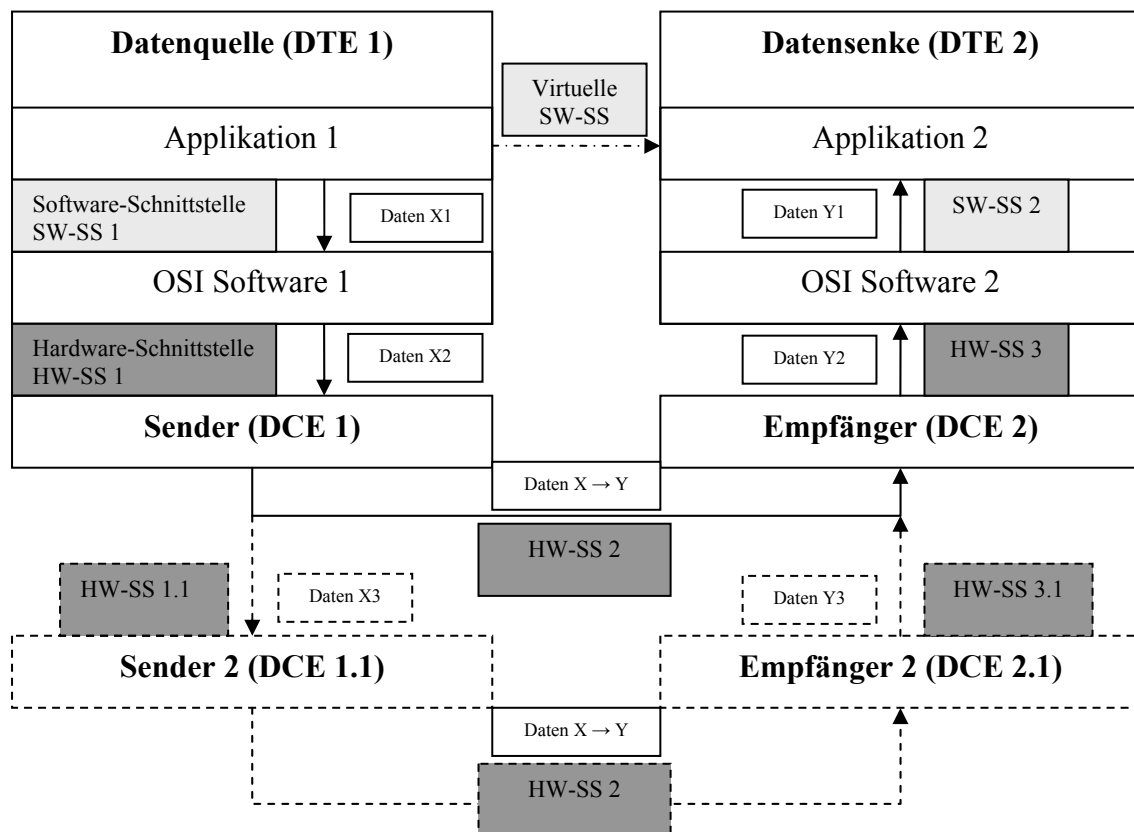 Datenquelle (DTE 1)
Datensenke (DTE 2)
Virtuelle
SW-SS
Applikation 1
Applikation 2
Software-Schnittstelle
SW-SS 1
Daten X1
Daten Y1
SW-SS 2
OSI Software 1
OSI Software 2
Hardware-Schnittstelle
HW-SS 1
Daten X2
Daten Y2
HW-SS 3
Sender (DCE 1)
Empfänger (DCE 2)
Daten X → Y
HW-SS 2
HW-SS 1.1
Daten X3
Daten Y3
HW-SS 3.1
Sender 2 (DCE 1.1)
Empfänger 2 (DCE 2.1)
Daten X → Y
HW-SS 2